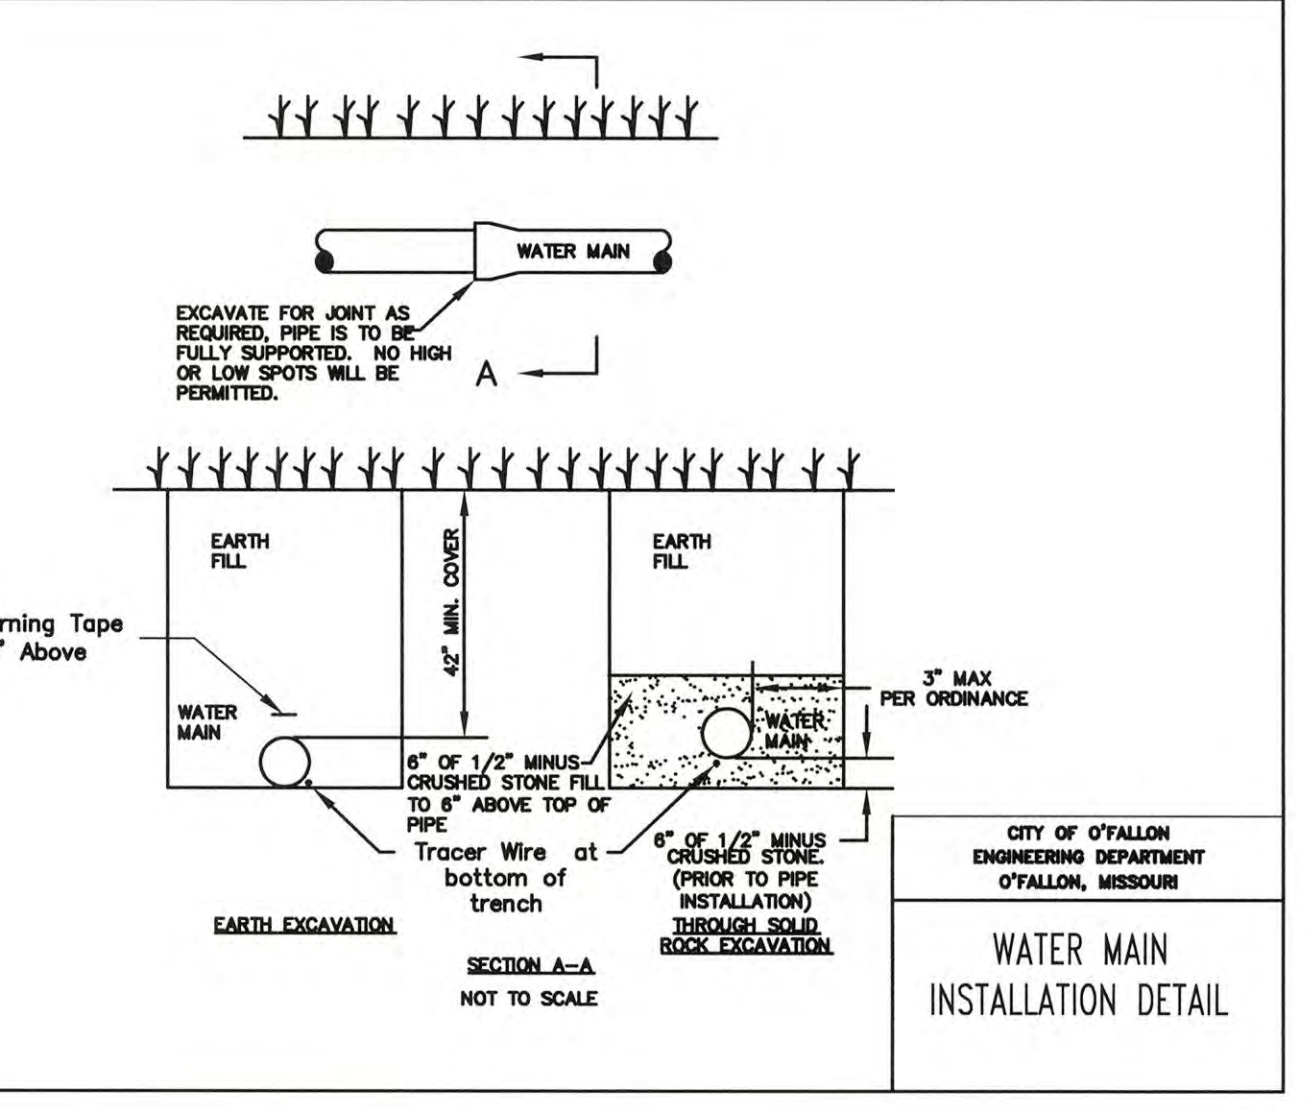 WATER MAIN
EXCAVATE FOR JOINT AS
REQUIRED, PIPE IS TO BE
FULLY SUPPORTED. NO HIGH
OR LOW SPOTS WILL BE
PERMITTED.
A
EARTH
FILL
42" MIN. COVER
EARTH
FILL
Tape
Above
WATER
MAIN
3" MAX
PER ORDINANCE
WATER
MAIN
6" OF 1/2" MINUS
CRUSHED STONE FILL
TO 6" ABOVE TOP OF
PIPE
Tracer Wire at
bottom of
trench
6" OF 1/2" MINUS
CRUSHED STONE.
(PRIOR TO PIPE
INSTALLATION)
THROUGH SOLID
ROCK EXCAVATION
EARTH EXCAVATION
SECTION A-A
NOT TO SCALE
CITY OF O'FALLON
ENGINEERING DEPARTMENT
O'FALLON, MISSOURI
WATER MAIN
INSTALLATION DETAIL